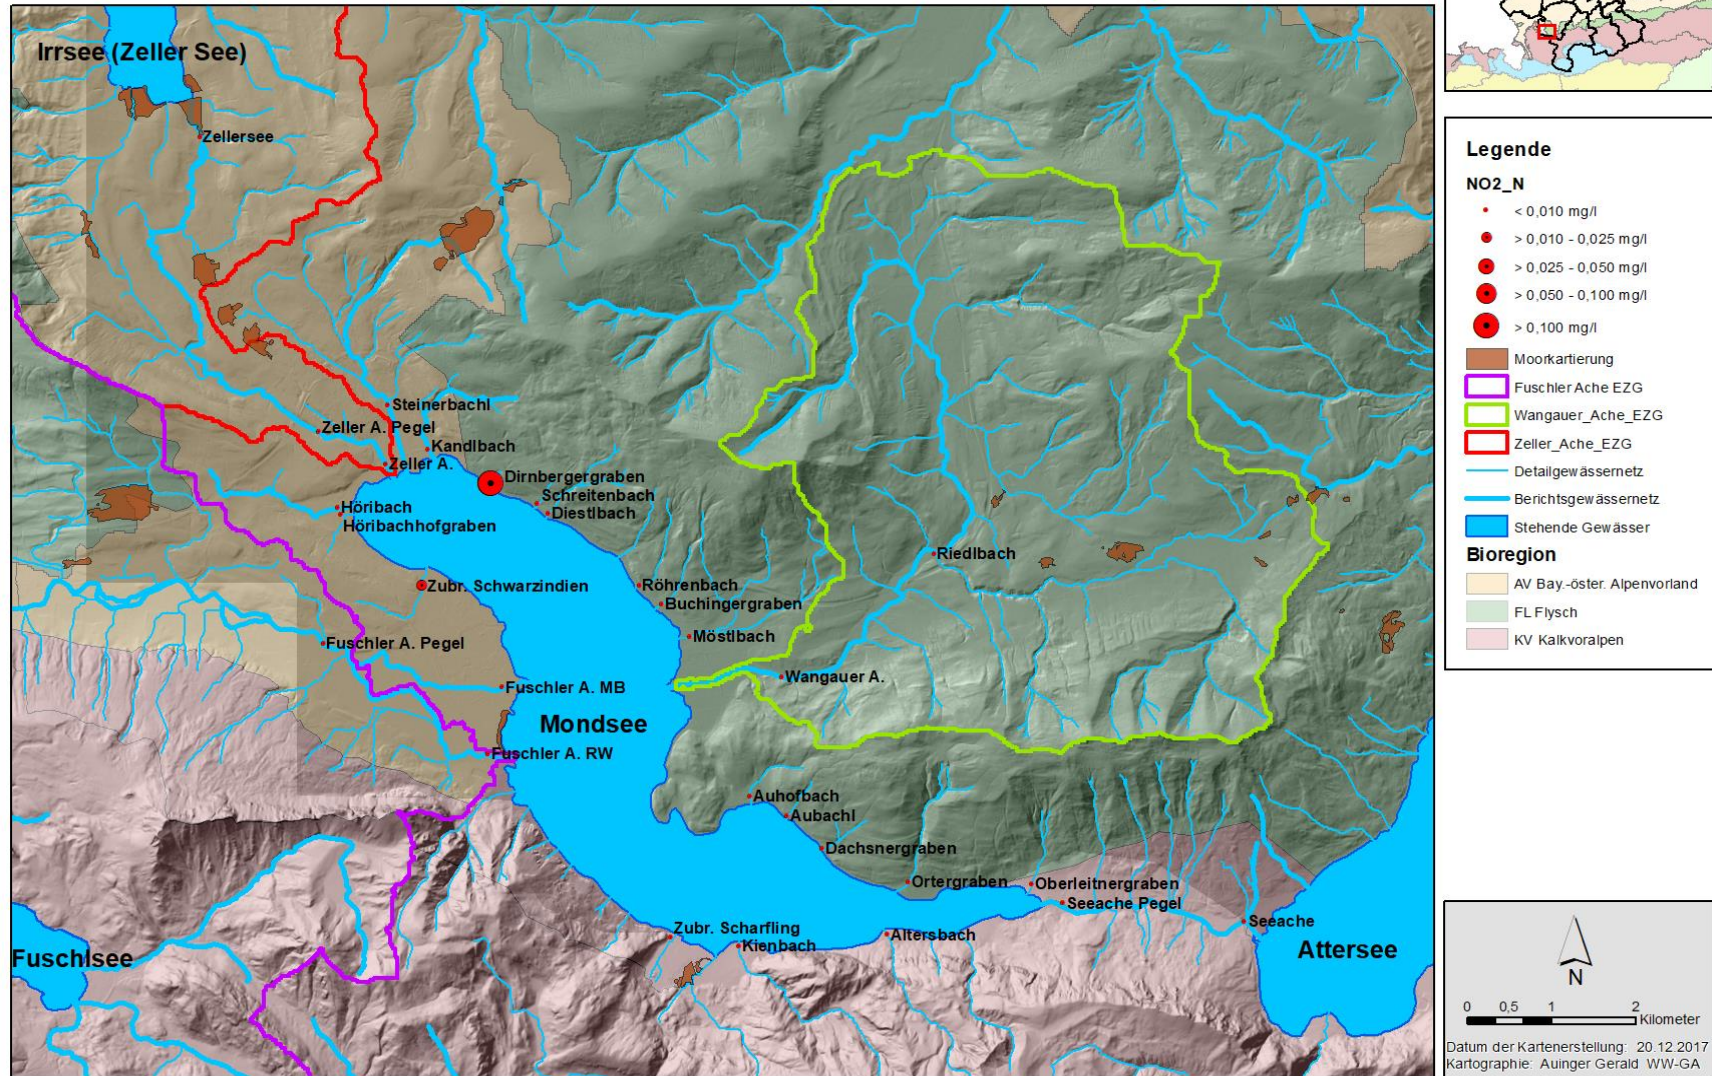 Irrsee (Zeller See)
Zellersee
Steinerbachl
Zeller A. Pegel
Kandlbach
Zeller A.
Dirnbergergraben
Schreitenbach
Diestlbach
Höribach
Höribachhofgraben
Riedlbach
Zubr. Schwarzindien
Röhrenbach
Buchingergraben
Möstlbach
Fuschler A. Pegel
Wangauer A.
Fuschler A. MB
Mondsee
Fuschler A. RW
Auhofbach
Aubachl
Dachsnergraben
Ortergraben
Oberleitnergraben
Seeache Pegel
Seeache
Zubr. Scharfling
Kienbach
Altersbach
Attersee
Fuschlsee
Legende
NO2_N
< 0,010 mg/l
> 0,010 - 0,025 mg/l
> 0,025 - 0,050 mg/l
> 0,050 - 0,100 mg/l
> 0,100 mg/l
Moorkartierung
Fuschler Ache EZG
Wangauer_Ache_EZG
Zeller_Ache_EZG
Detailgewässernetz
Berichtsgewässernetz
Stehende Gewässer
Bioregion
AV Bay.-öster. Alpenvorland
FL Flysch
KV Kalkvoralpen
N
0 0,5 1 2
Kilometer
Datum der Kartenerstellung: 20.12.2017
Kartographie: Auinger Gerald WW-GA